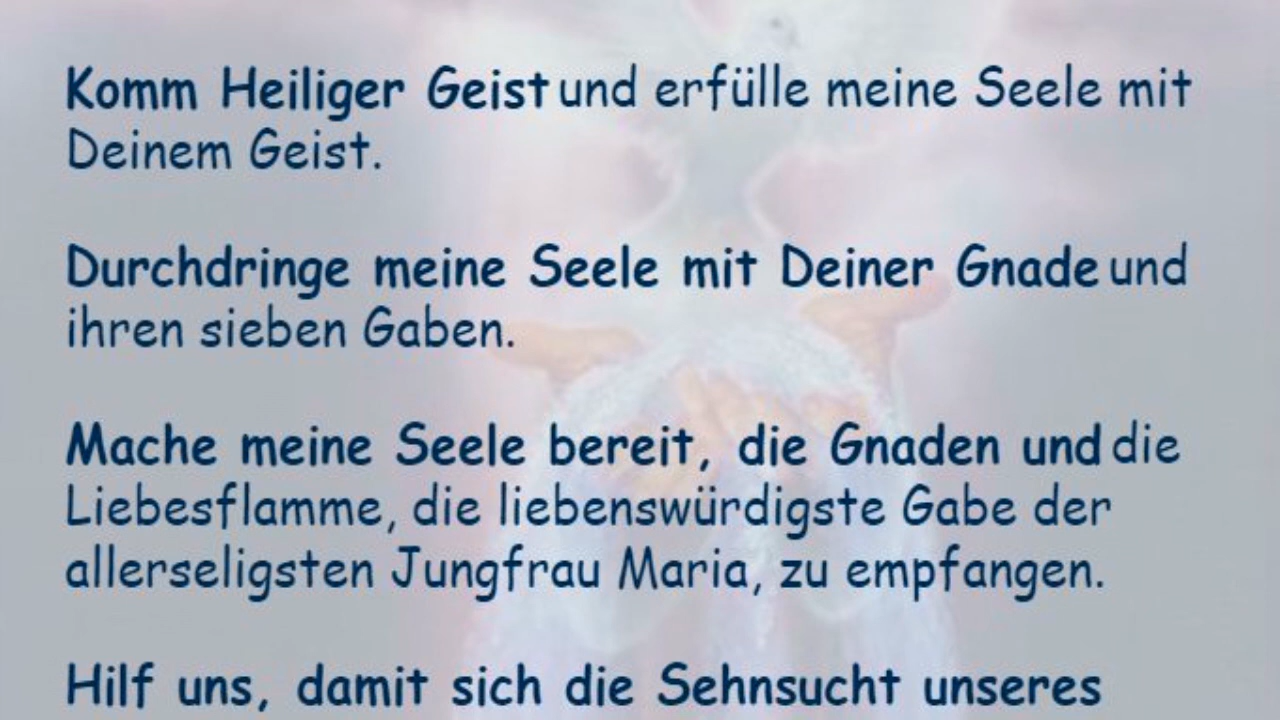 Komm Heiliger Geist und erfülle meine Seele mit
Deinem Geist.
Durchdringe meine Seele mit Deiner Gnade und
ihren sieben Gaben.
Mache meine Seele bereit, die Gnaden und die
Liebesflamme, die liebenswürdigste Gabe der
allerseligsten Jungfrau Maria, zu empfangen.
Hilf uns, damit sich die Sehnsucht unseres